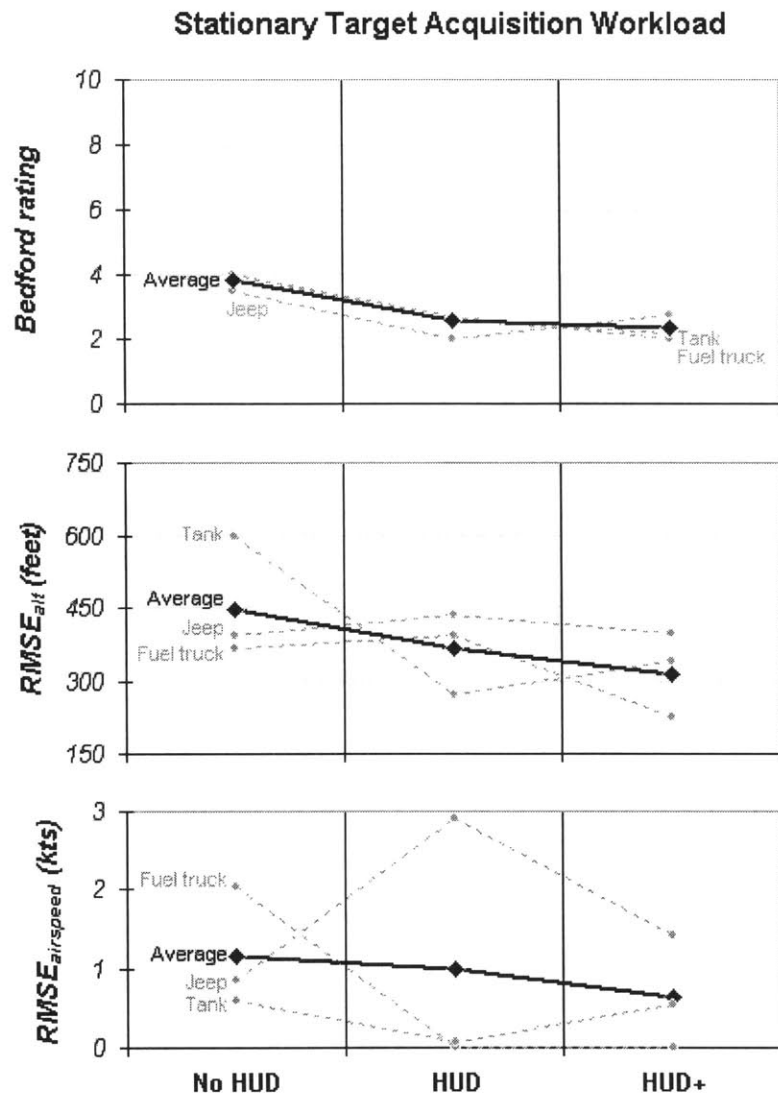 Stationary Target Acquisition Workload
Bedford rating
10
8
6
4
2
0
Average
Jeep
Tank
Fuel truck
RMSE_alt (feet)
750
600
450
300
150
Tank
Average
Jeep
Fuel truck
RMSE_airspeed (kts)
3
2
1
0
Fuel truck
Average
Jeep
Tank
No HUD
HUD
HUD+